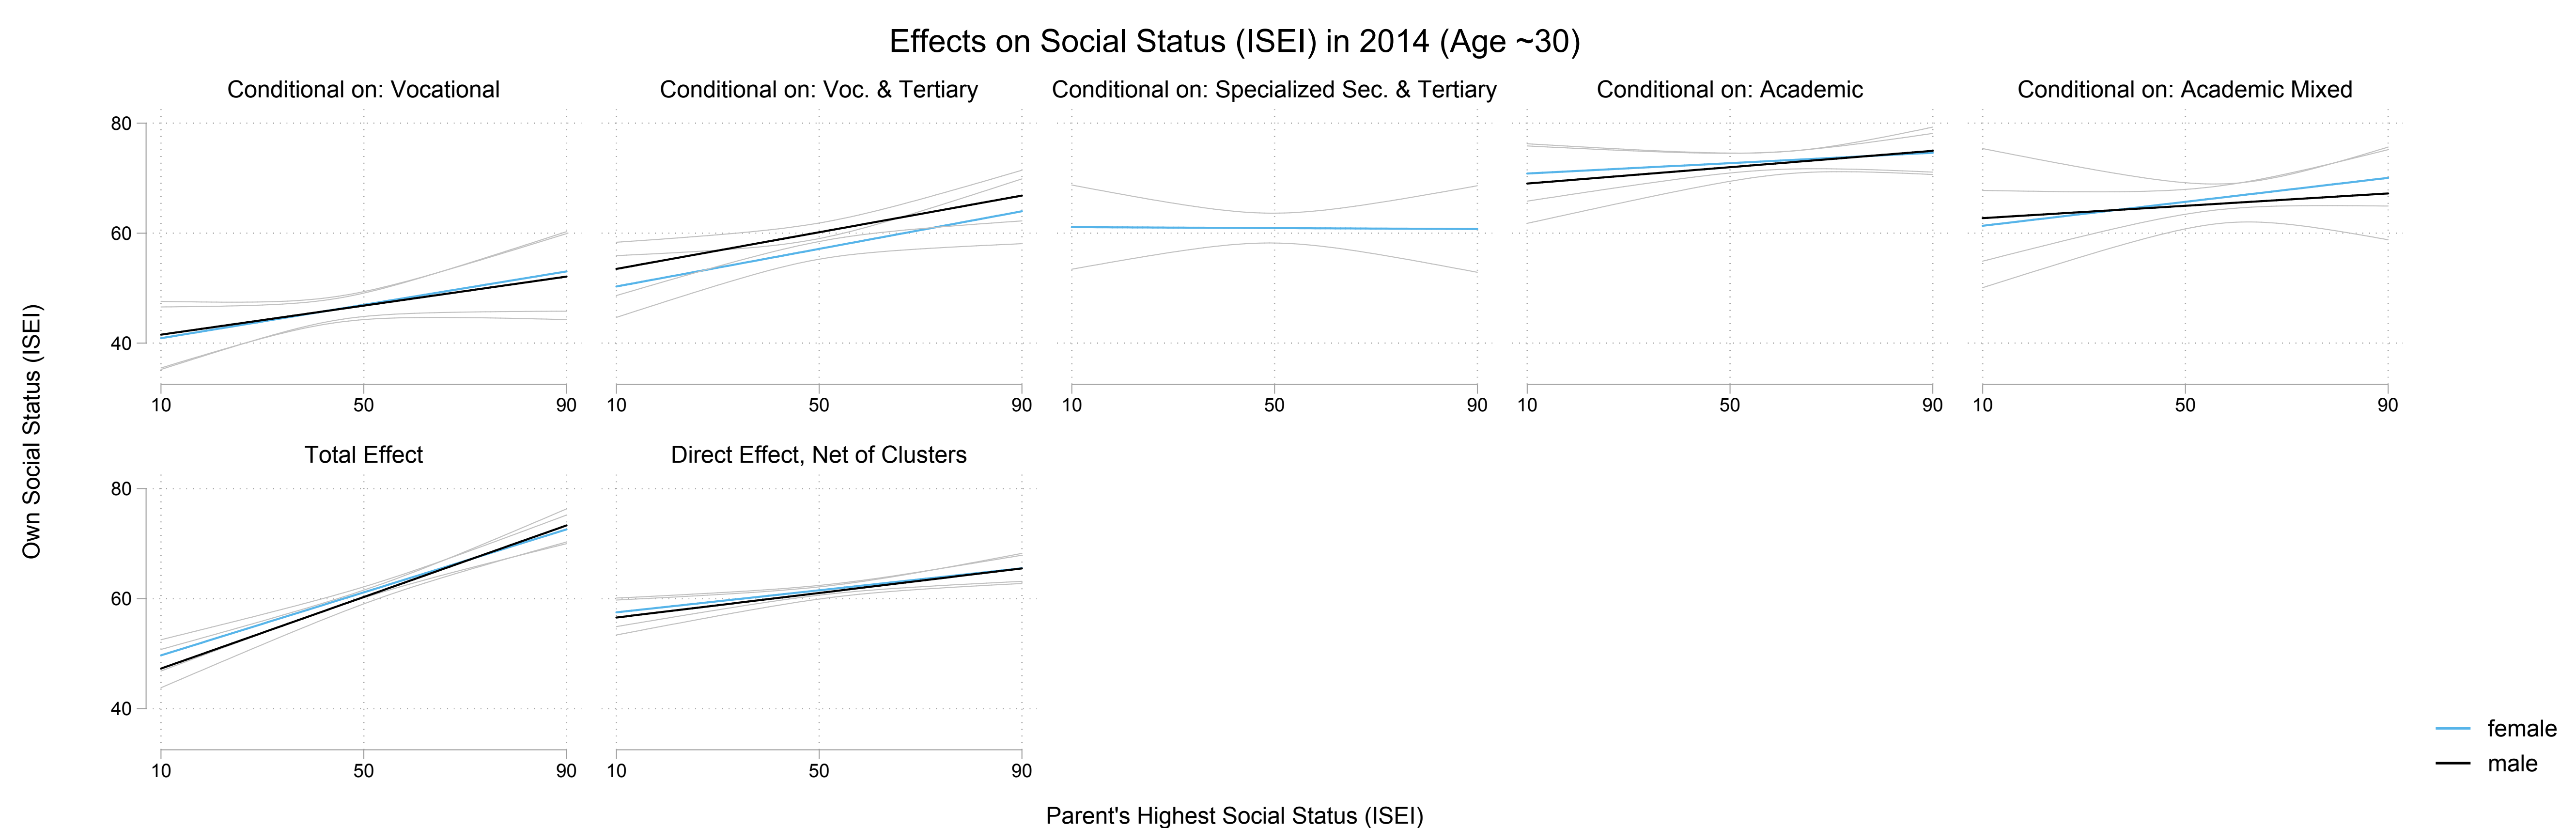 Effects on Social Status (ISEI) in 2014 (Age ~30)
Conditional on: Vocational
Conditional on: Voc. & Tertiary
Conditional on: Specialized Sec. & Tertiary
Conditional on: Academic
Conditional on: Academic Mixed
80
60
40
10 50 90
10 50 90
10 50 90
10 50 90
10 50 90
Own Social Status (ISEI)
Total Effect
Direct Effect, Net of Clusters
80
60
40
10 50 90
10 50 90
female
male
Parent's Highest Social Status (ISEI)